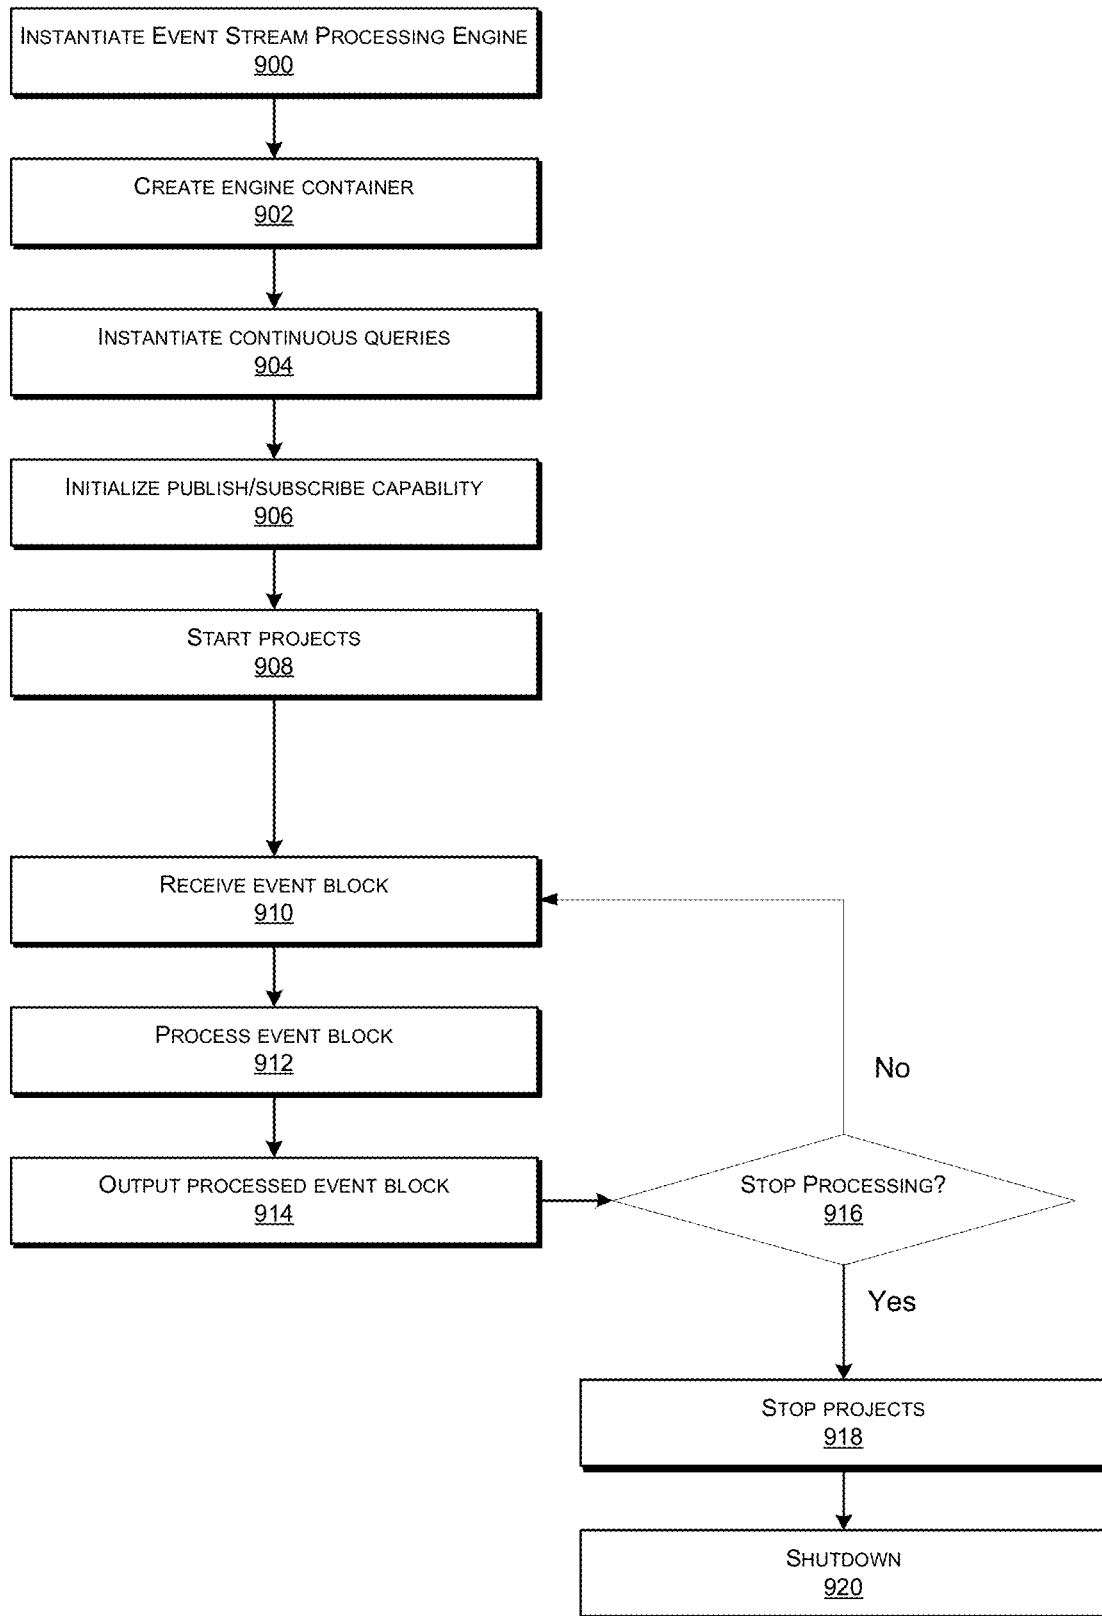 INSTANTIATE EVENT STREAM PROCESSING ENGINE
900
CREATE ENGINE CONTAINER
902
INSTANTIATE CONTINUOUS QUERIES
904
INITIALIZE PUBLISH/SUBSCRIBE CAPABILITY
906
START PROJECTS
908
RECEIVE EVENT BLOCK
910
PROCESS EVENT BLOCK
912
OUTPUT PROCESSED EVENT BLOCK
914
No
STOP PROCESSING?
916
Yes
STOP PROJECTS
918
SHUTDOWN
920